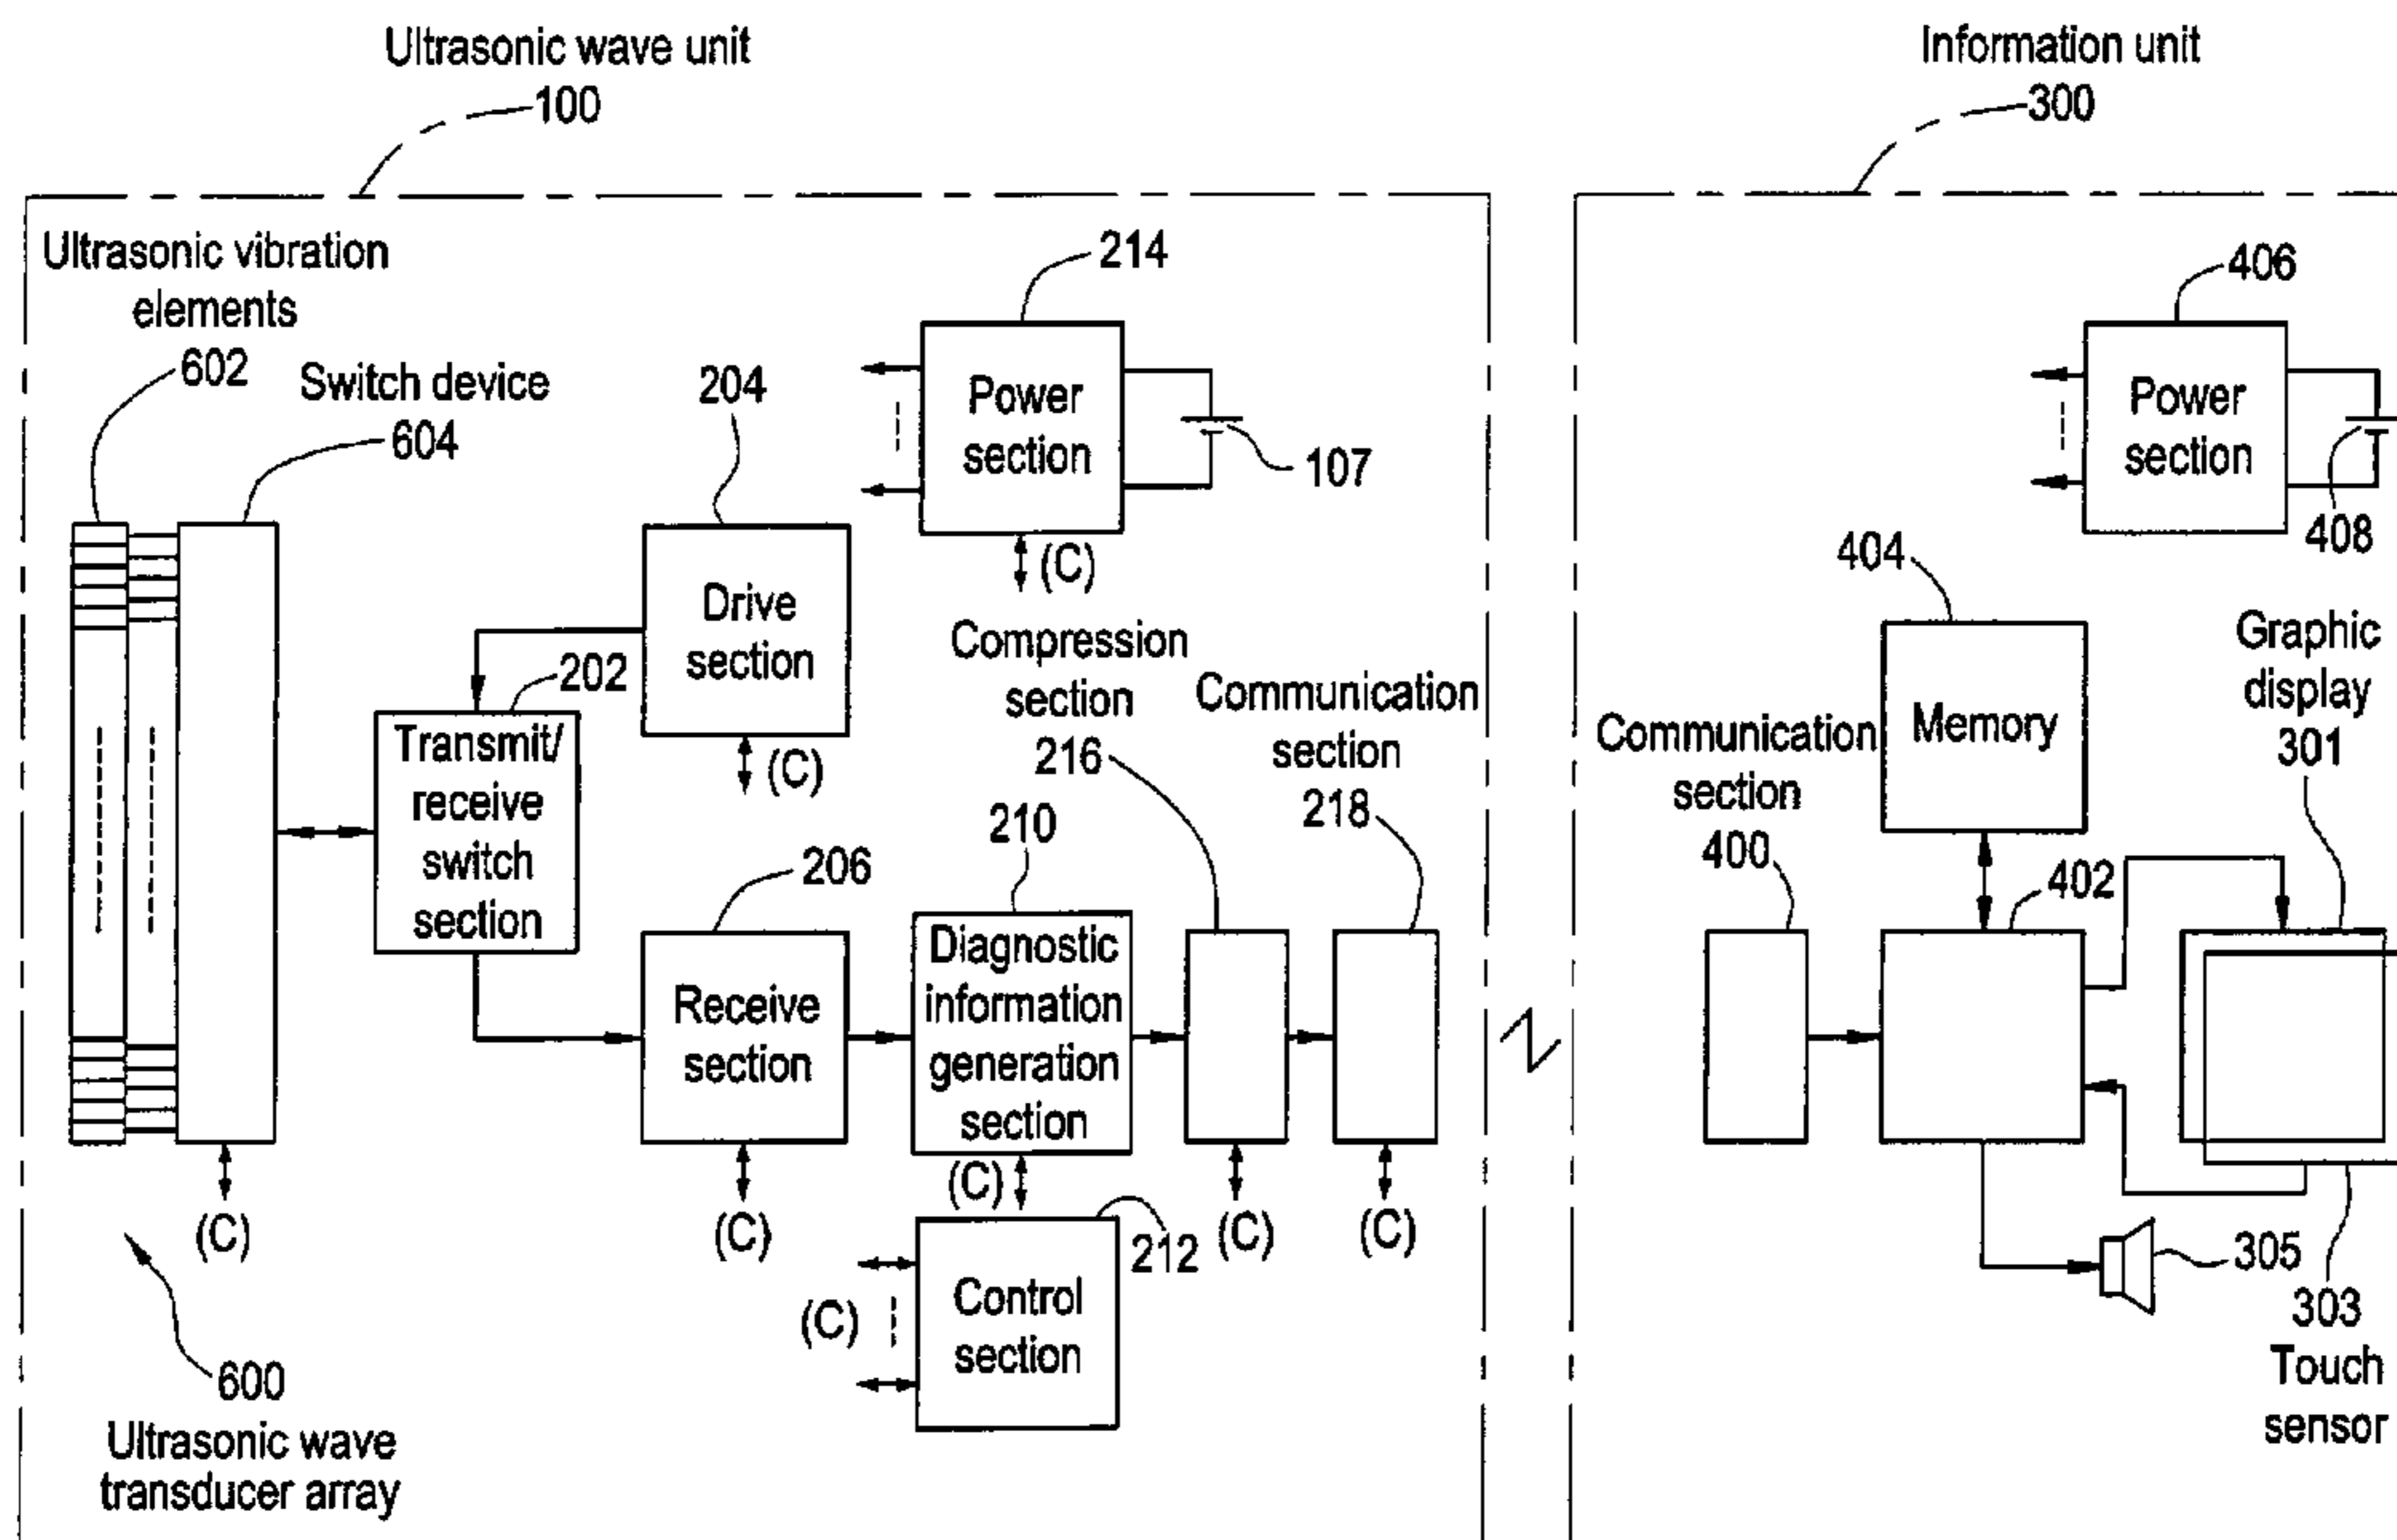 Ultrasonic wave unit
100
Information unit
300
Ultrasonic vibration
elements
602
Switch device
604
204
214
Power
section
107
(C)
406
Power
section
408
Drive
section
(C)
202
Transmit/
receive
switch
section
Compression
section
216
Communication
section
218
404
Memory
Graphic
display
301
Communication
section
400
402
206
Receive
section
(C)
210
Diagnostic
information
generation
section
(C)
(C)
(C)
(C)
212
Control
section
(C)
305
303
Touch
sensor
600
Ultrasonic wave
transducer array